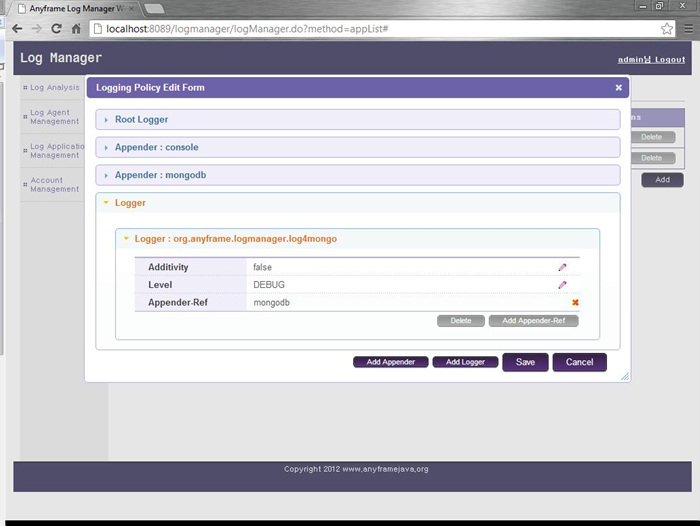 Anyframe Log Manager W
localhost:8089/logmanager/logManager.do?method=appList#
Log Manager
Logout
Log Analysis
Log Agent
Management
Log Applicatio
Management
Account
Management
Logging Policy Edit Form
Root Logger
Appender : console
Appender : mongodb
Logger
Logger : org.anyframe.logmanager.log4mongo
Additivity false
Level DEBUG
Appender-Ref mongodb
Delete Add Appender-Ref
Add Appender Add Logger Save Cancel
ns
Delete
Delete
Add
Copyright 2012 www.anyframejava.org